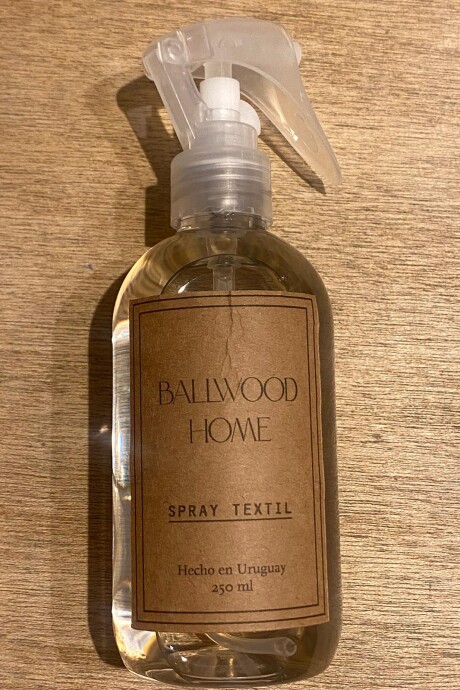 BALLWOOD
HOME
SPRAY TEXTIL
Hecho en Uruguay
250 ml